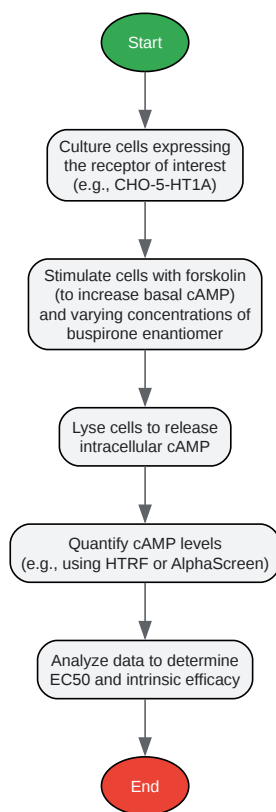 Start
Culture cells expressing
the receptor of interest
(e.g., CHO-5-HT1A)
Stimulate cells with forskolin
(to increase basal cAMP)
and varying concentrations of
buspirone enantiomer
Lyse cells to release
intracellular cAMP
Quantify cAMP levels
(e.g., using HTRF or AlphaScreen)
Analyze data to determine
EC50 and intrinsic efficacy
End